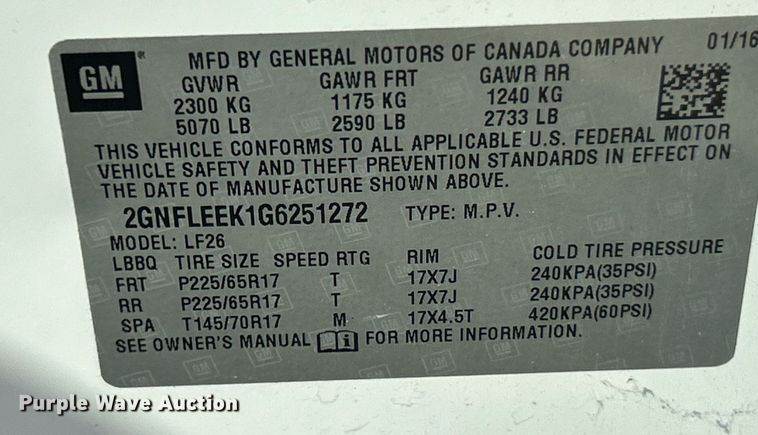 GM MFD BY GENERAL MOTORS OF CANADA COMPANY 01/16
GVWR GAWR FRT GAWR RR
2300 KG 1175 KG 1240 KG
5070 LB 2590 LB 2733 LB
THIS VEHICLE CONFORMS TO ALL APPLICABLE U.S. FEDERAL MOTOR
VEHICLE SAFETY AND THEFT PREVENTION STANDARDS IN EFFECT ON
THE DATE OF MANUFACTURE SHOWN ABOVE.
2GNFLEEK1G6251272 TYPE: M.P.V.
MODEL: LF26
LBBQ TIRE SIZE SPEED RTG RIM COLD TIRE PRESSURE
FRT P225/65R17 T 17X7J 240KPA(35PSI)
RR P225/65R17 T 17X7J 240KPA(35PSI)
SPA T145/70R17 M 17X4.5T 420KPA(60PSI)
SEE OWNER'S MANUAL FOR MORE INFORMATION.
Purple Wave Auction